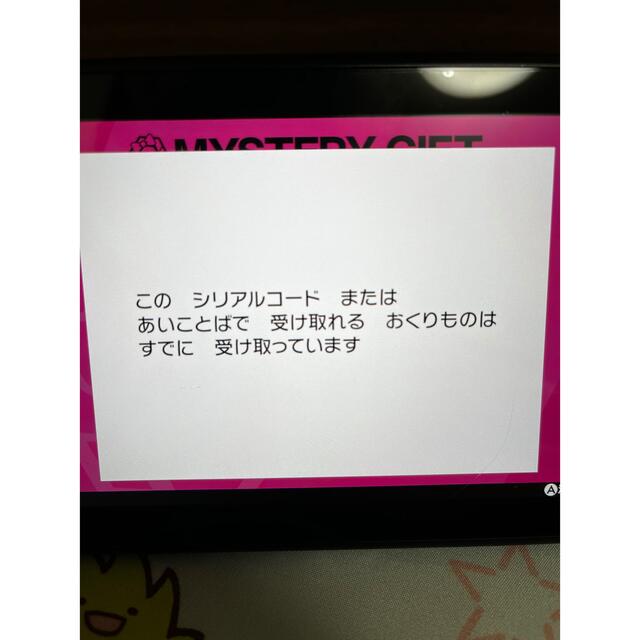 MYSTERY GIFT
この　シリアルコード　または
あいことばで　受け取れる　おくりものは
すでに　受け取っています
Ⓐ